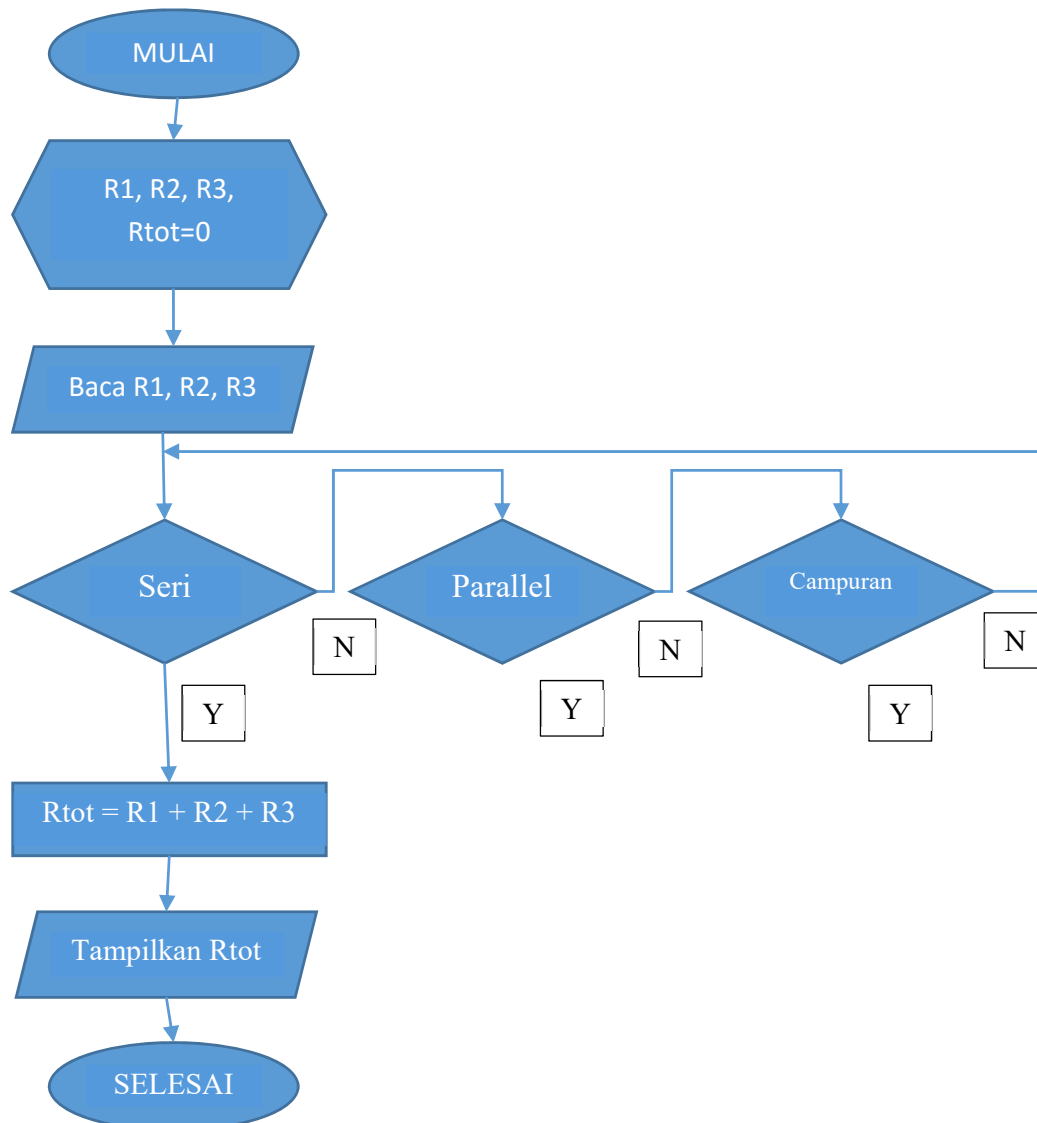 MULAI
R1, R2, R3,
Rtot=0
Baca R1, R2, R3
Seri
Parallel
Campuran
N
N
N
Y
Y
Y
Rtot = R1 + R2 + R3
Tampilkan Rtot
SELESAI